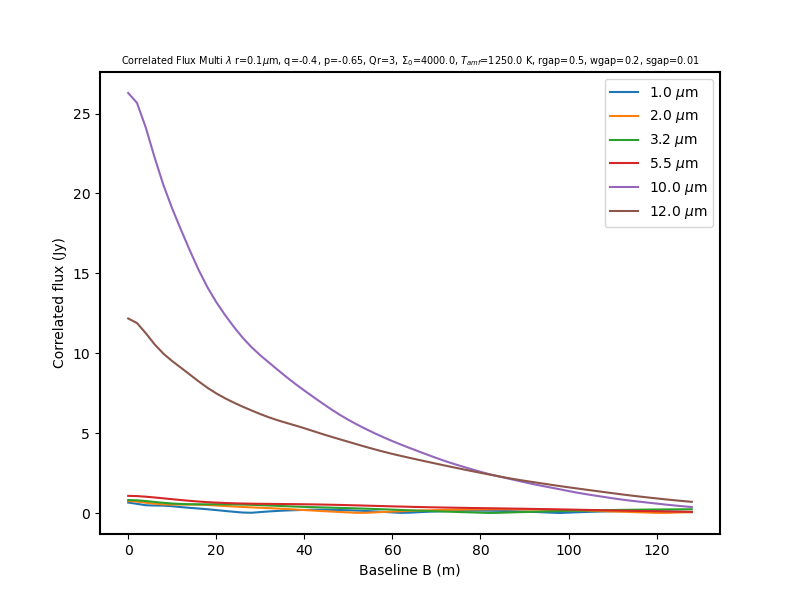 Correlated Flux Multi λ r=0.1μm, q=-0.4, p=-0.65, Qr=3, Σ₀=4000.0, Tₐₘf=1250.0 K, rgap=0.5, wgap=0.2, sgap=0.01
1.0 μm
2.0 μm
3.2 μm
5.5 μm
10.0 μm
12.0 μm
25
20
15
10
5
0
Correlated flux (Jy)
0 20 40 60 80 100 120
Baseline B (m)